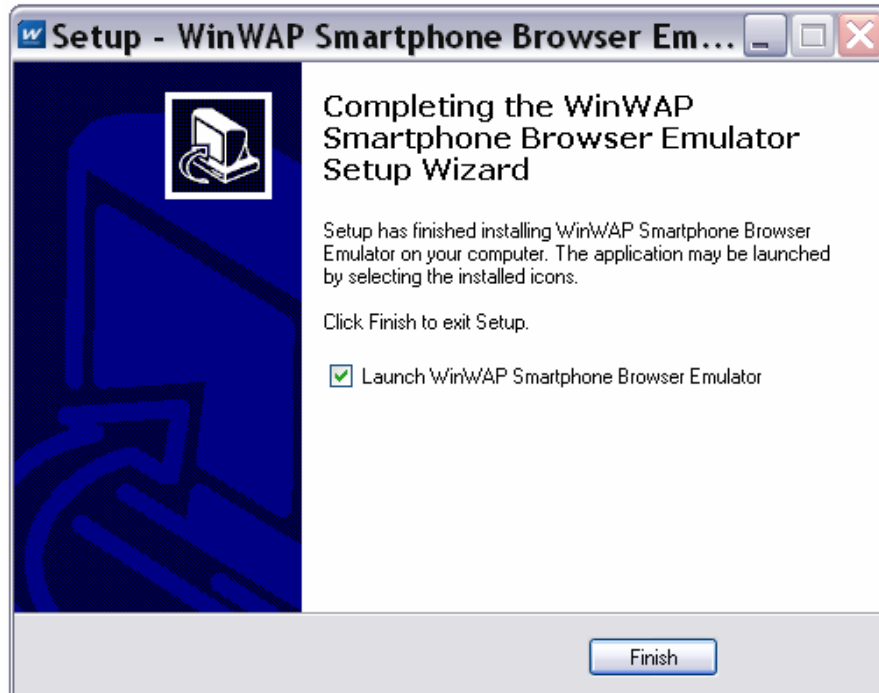 Setup - WinWAP Smartphone Browser Em...
Completing the WinWAP
Smartphone Browser Emulator
Setup Wizard
Setup has finished installing WinWAP Smartphone Browser
Emulator on your computer. The application may be launched
by selecting the installed icons.
Click Finish to exit Setup.
Launch WinWAP Smartphone Browser Emulator
Finish